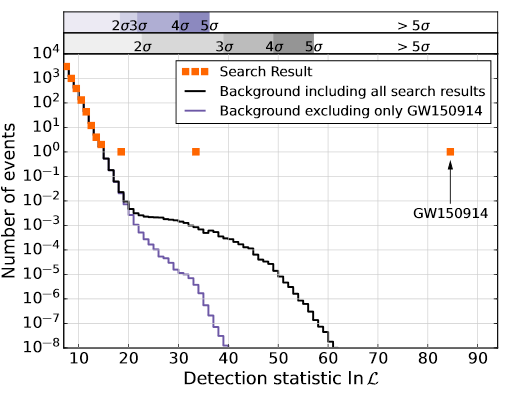 2σ3σ 4σ 5σ > 5σ
2σ 3σ 4σ 5σ > 5σ
Search Result
Background including all search results
Background excluding only GW150914
10⁴
10³
10²
10¹
10⁰
10⁻¹
10⁻²
10⁻³
10⁻⁴
10⁻⁵
10⁻⁶
10⁻⁷
10⁻⁸
Number of events
GW150914
10 20 30 40 50 60 70 80 90
Detection statistic ln ℒ